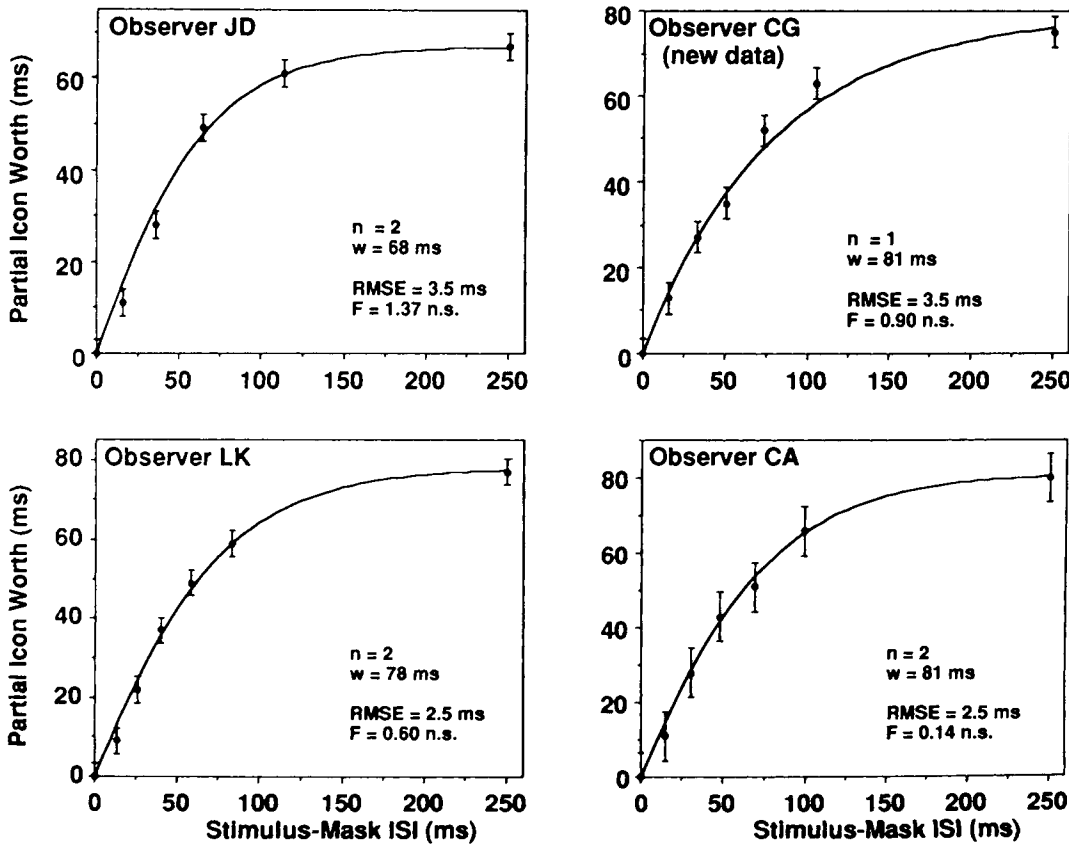 Observer JD
Partial Icon Worth (ms)
60
40
20
0
n = 2
w = 68 ms
RMSE = 3.5 ms
F = 1.37 n.s.
0 50 100 150 200 250
Observer CG
(new data)
80
60
40
20
0
n = 1
w = 81 ms
RMSE = 3.5 ms
F = 0.90 n.s.
0 50 100 150 200 250
Observer LK
Partial Icon Worth (ms)
80
60
40
20
0
n = 2
w = 78 ms
RMSE = 2.5 ms
F = 0.60 n.s.
0 50 100 150 200 250
Stimulus-Mask ISI (ms)
Observer CA
80
60
40
20
0
n = 2
w = 81 ms
RMSE = 2.5 ms
F = 0.14 n.s.
0 50 100 150 200 250
Stimulus-Mask ISI (ms)